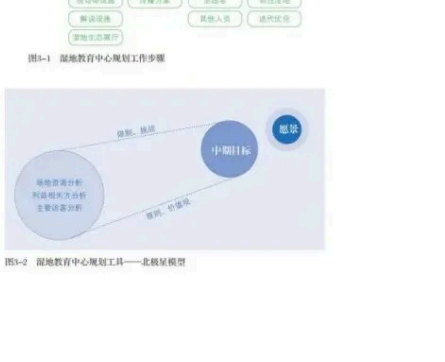 解说设施
其他人员
迭代优化
湿地生态展厅
图3-1 湿地教育中心规划工作步骤
愿景
中期目标
场地资源分析
利益相关方分析
主要访客分析
原则、价值观
图3-2 湿地教育中心规划工具——北极星模型